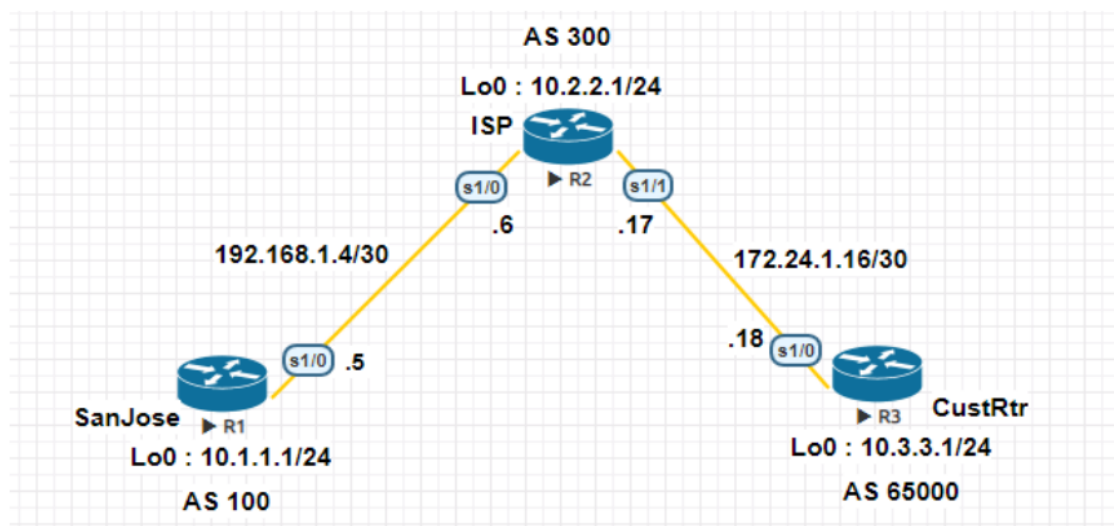 AS 300
Lo0 : 10.2.2.1/24
ISP
R2
s1/0
s1/1
.6
.17
192.168.1.4/30
172.24.1.16/30
.18
s1/0
s1/0
.5
SanJose
R1
CustRtr
R3
Lo0 : 10.1.1.1/24
Lo0 : 10.3.3.1/24
AS 100
AS 65000